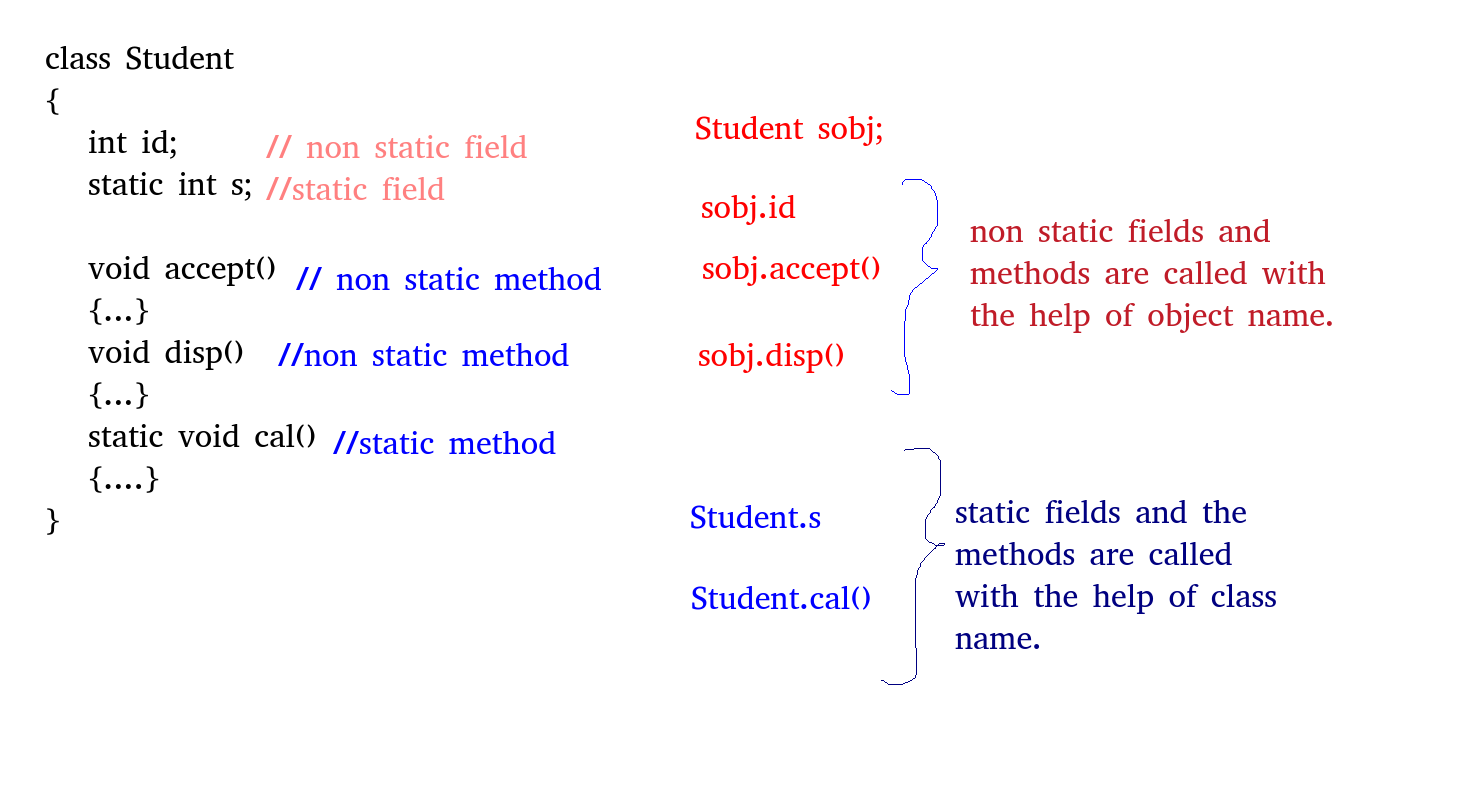 class Student
{
int id; // non static field
static int s; //static field
void accept() // non static method
{...}
void disp() //non static method
{...}
static void cal() //static method
{....}
}
Student sobj;
sobj.id
sobj.accept()
sobj.disp()
non static fields and
methods are called with
the help of object name.
Student.s
Student.cal()
static fields and the
methods are called
with the help of class
name.